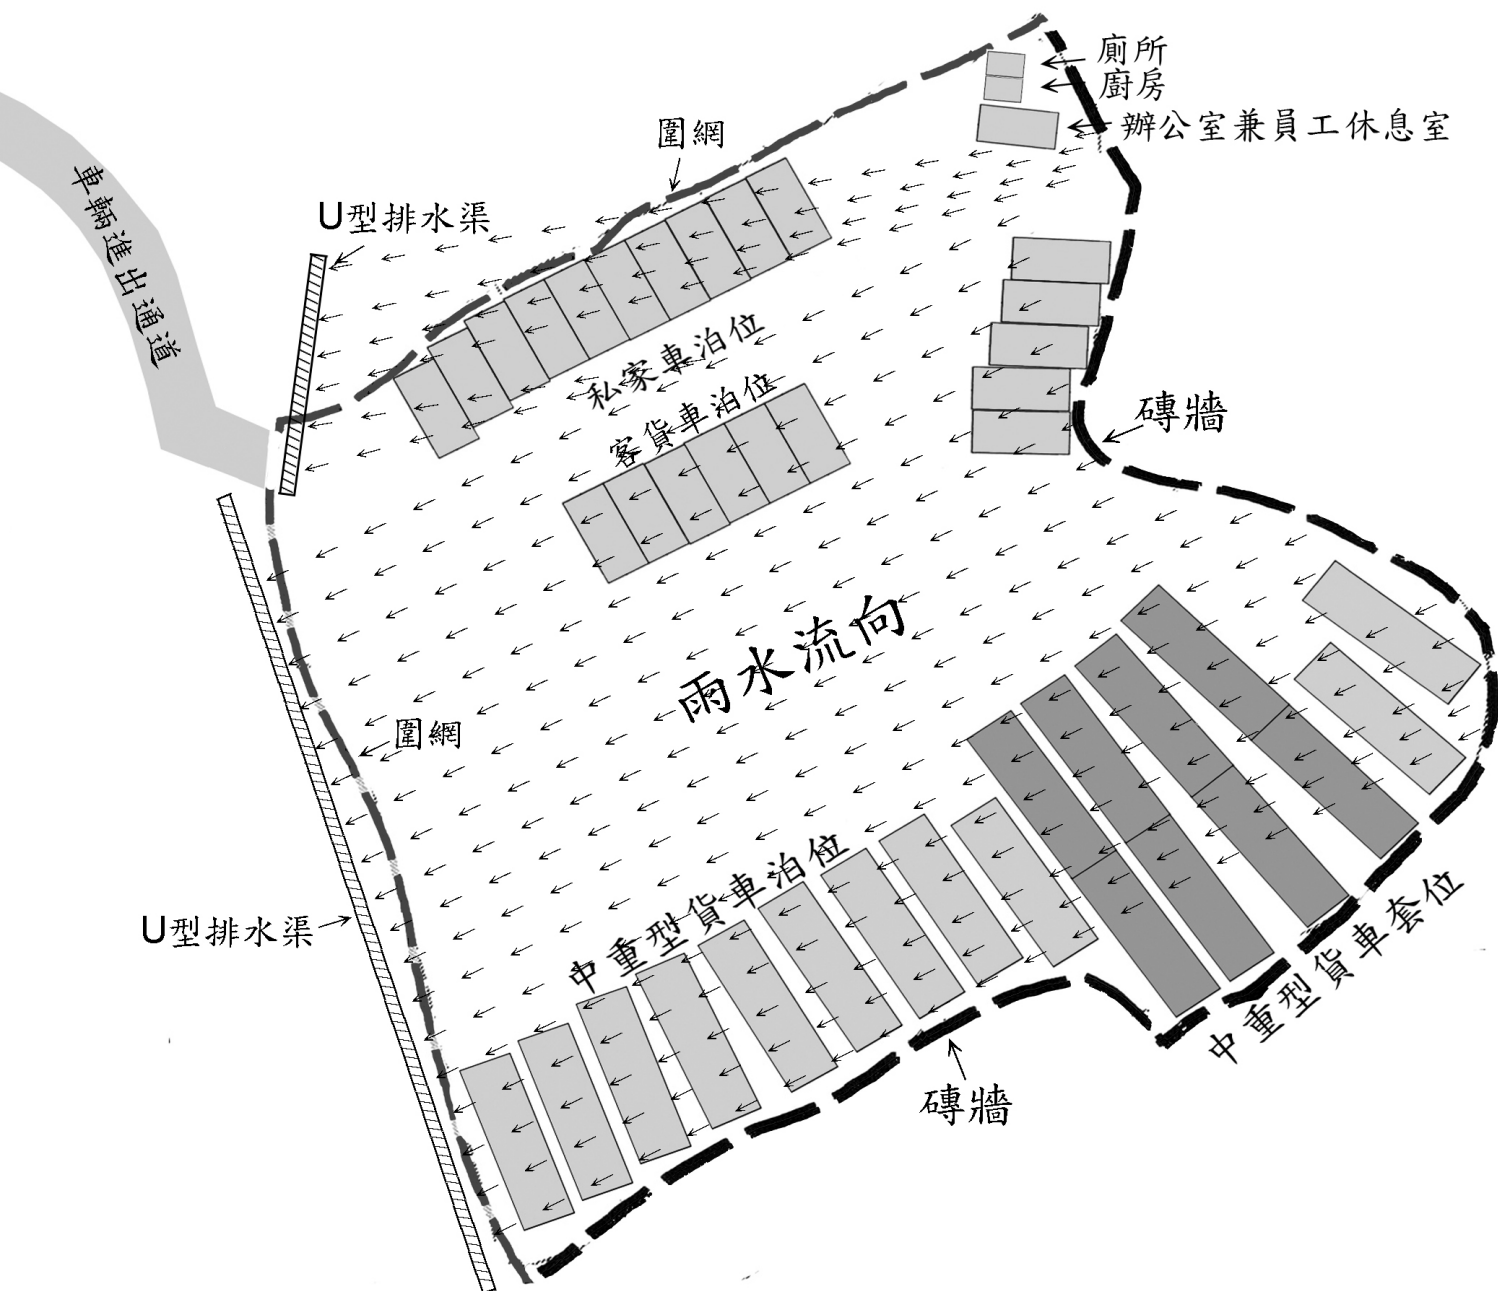 廁所
廚房
辦公室兼員工休息室
圍網
車輛進出通道
U型排水渠
私家車泊位
客貨車泊位
磚牆
雨水流向
圍網
中重型貨車泊位
U型排水渠
中重型貨車套位
磚牆